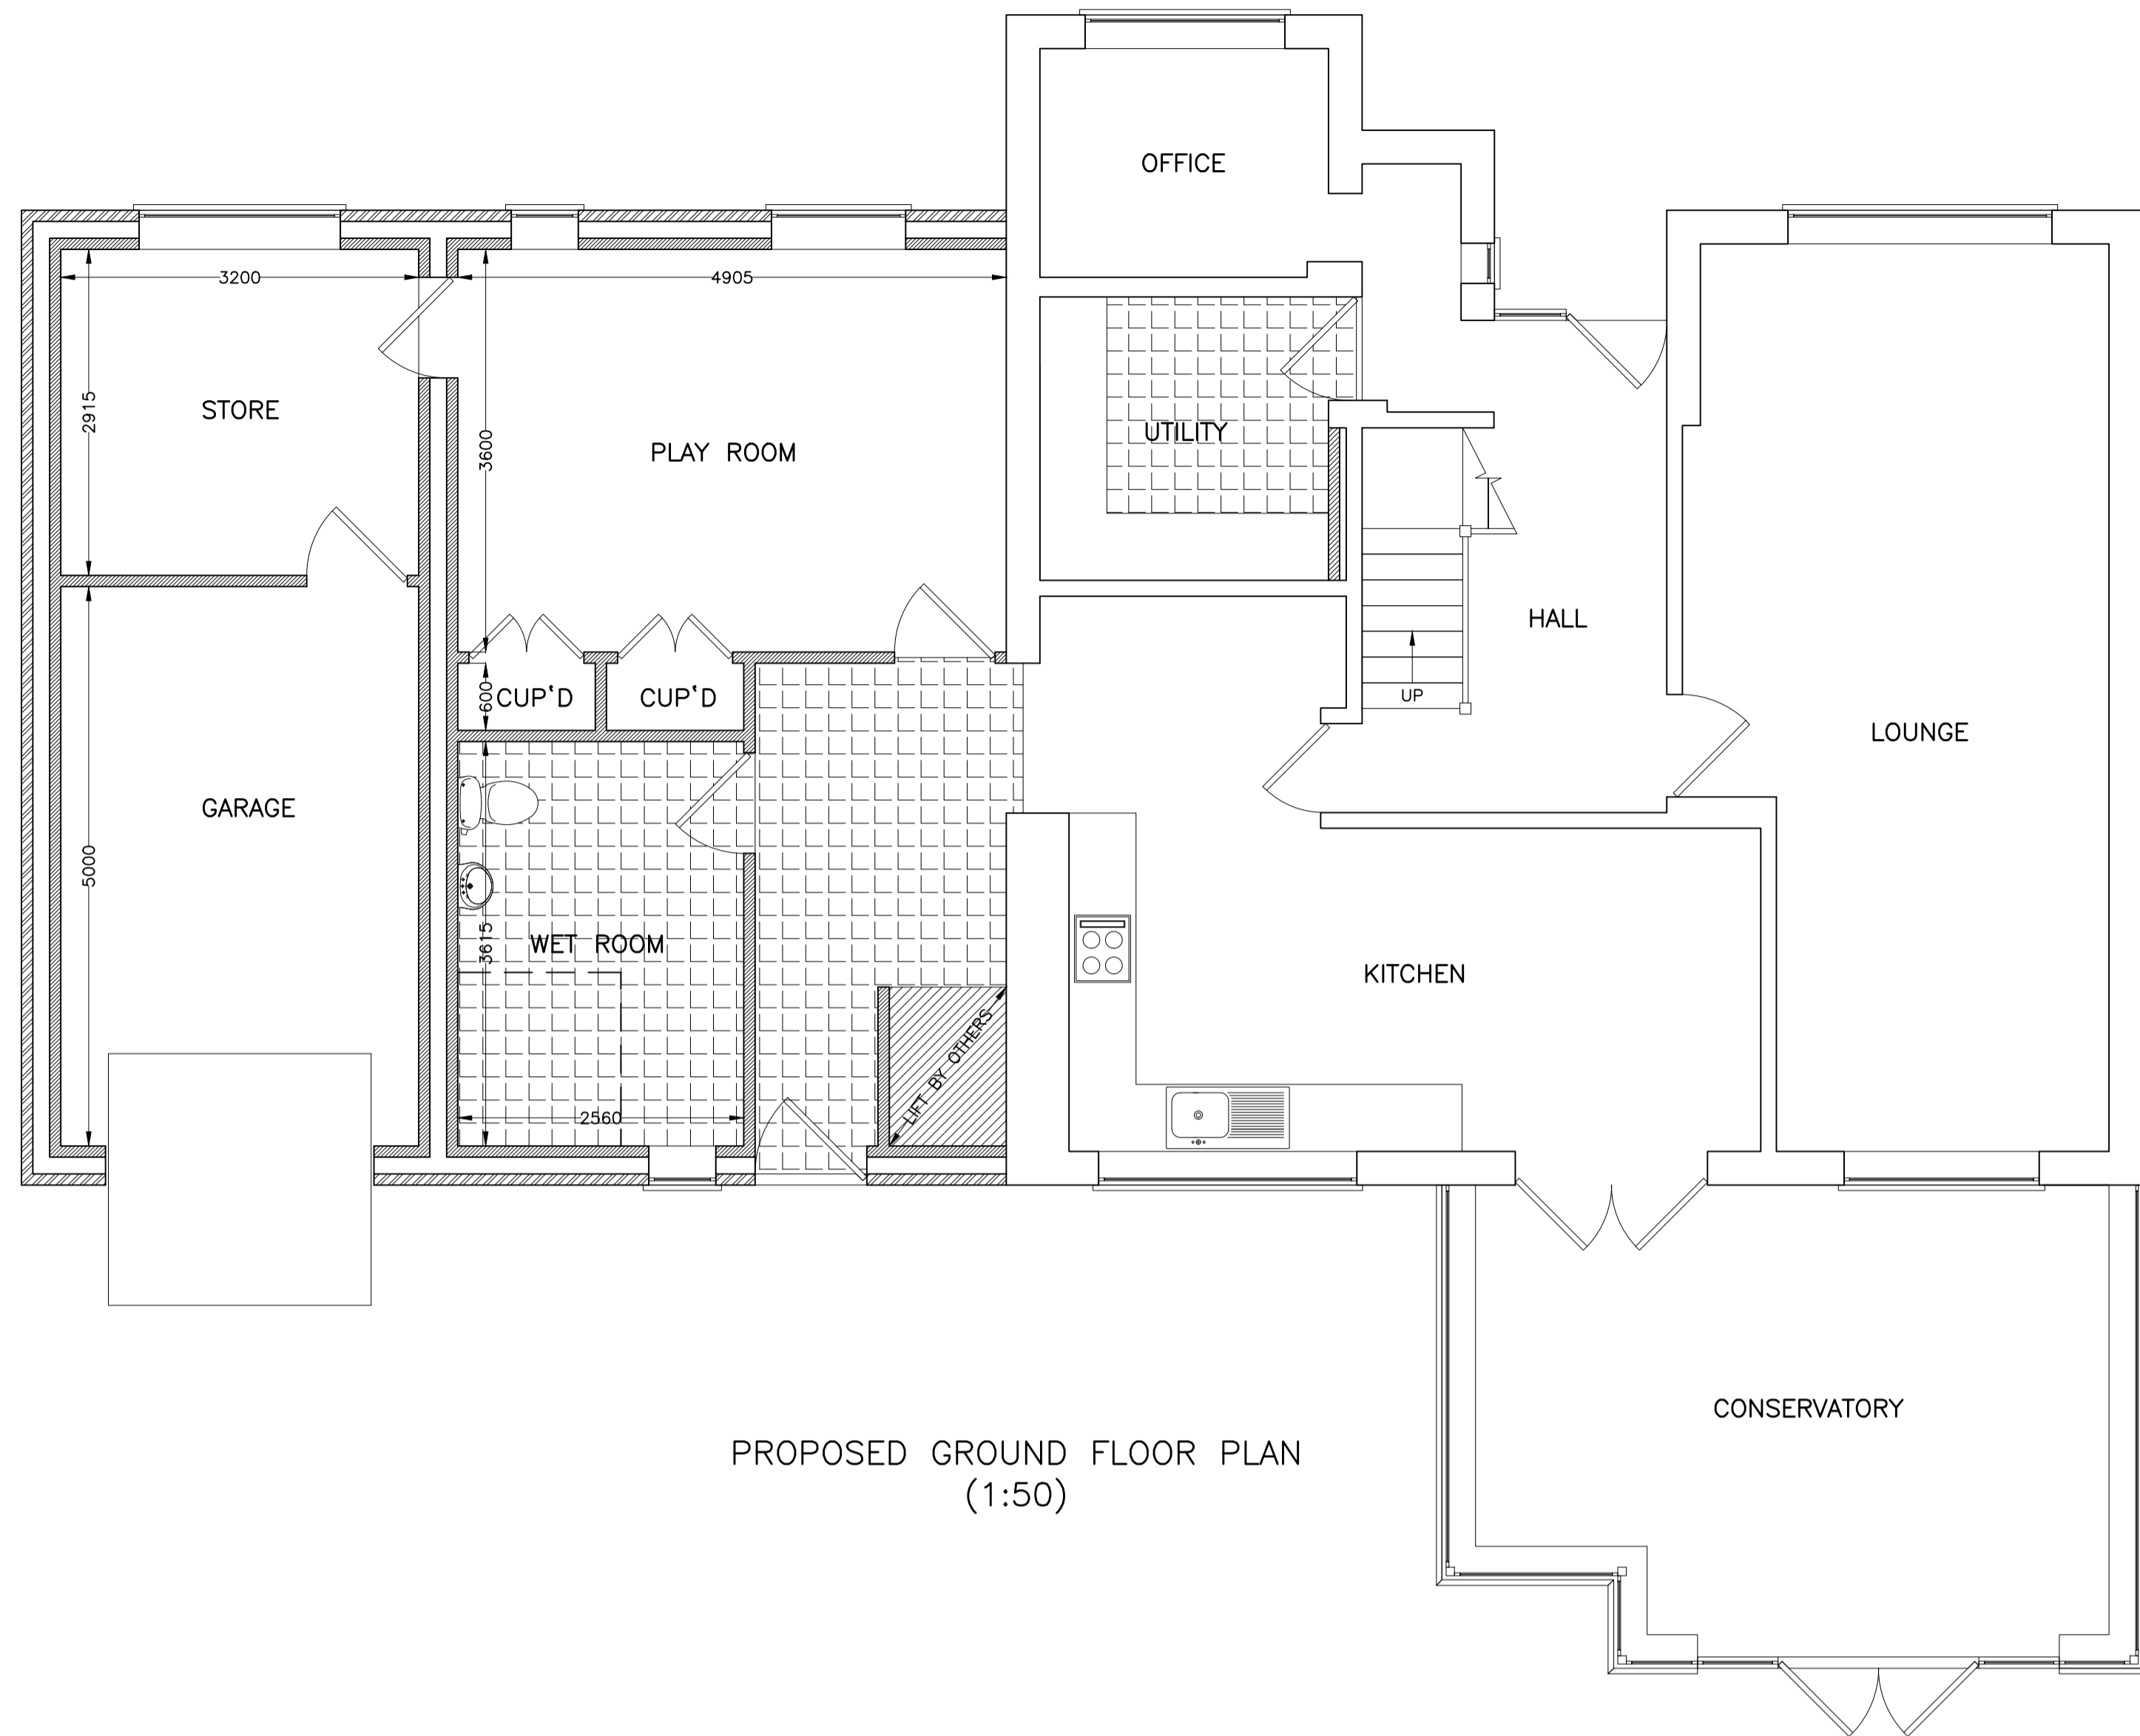 OFFICE
3200
4905
2915
STORE
3600
PLAY ROOM
UTILITY
HALL
UP
600
CUP‘D
CUP‘D
LOUNGE
GARAGE
5000
3615
WET ROOM
KITCHEN
LIFT BY OTHERS
2560
CONSERVATORY
PROPOSED GROUND FLOOR PLAN
(1:50)